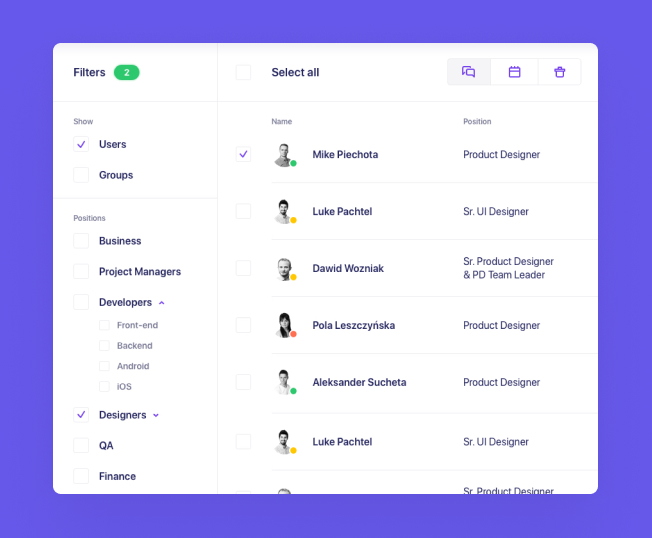 Filters 2
Select all
Show
Users
Groups
Positions
Business
Project Managers
Developers
Front-end
Backend
Android
iOS
Designers
QA
Finance
Name Position
Mike Piechota Product Designer
Luke Pachtel Sr. UI Designer
Dawid Wozniak Sr. Product Designer
& PD Team Leader
Pola Leszczyńska Product Designer
Aleksander Sucheta Product Designer
Luke Pachtel Sr. UI Designer
Sr. Product Designer